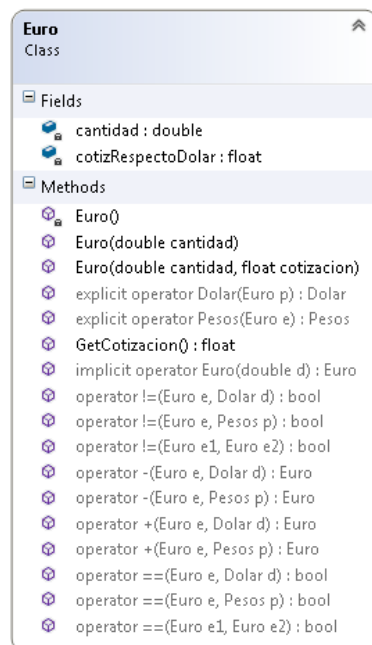 Euro
Class
Fields
cantidad : double
cotizRespectoDolar : float
Methods
Euro()
Euro(double cantidad)
Euro(double cantidad, float cotizacion)
explicit operator Dolar(Euro p) : Dolar
explicit operator Pesos(Euro e) : Pesos
GetCotizacion() : float
implicit operator Euro(double d) : Euro
operator !=(Euro e, Dolar d) : bool
operator !=(Euro e, Pesos p) : bool
operator !=(Euro e1, Euro e2) : bool
operator -(Euro e, Dolar d) : Euro
operator -(Euro e, Pesos p) : Euro
operator +(Euro e, Dolar d) : Euro
operator +(Euro e, Pesos p) : Euro
operator ==(Euro e, Dolar d) : bool
operator ==(Euro e, Pesos p) : bool
operator ==(Euro e1, Euro e2) : bool